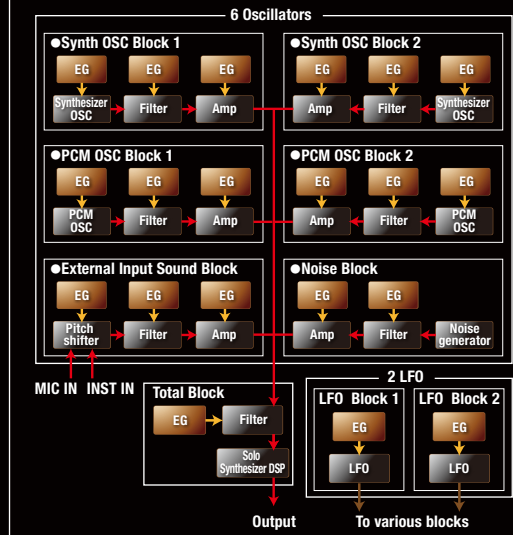 6 Oscillators
●Synth OSC Block 1
EG EG EG
Synthesizer
OSC
Filter
Amp
●Synth OSC Block 2
EG EG EG
Amp
Filter
Synthesizer
OSC
●PCM OSC Block 1
EG EG EG
PCM
OSC
Filter
Amp
●PCM OSC Block 2
EG EG EG
Amp
Filter
PCM
OSC
●External Input Sound Block
EG EG EG
Pitch
shifter
Filter
Amp
●Noise Block
EG EG
Amp
Filter
Noise
generator
MIC IN INST IN
Total Block
EG
Filter
Solo
Synthesizer DSP
Output
2 LFO
LFO Block 1
EG
LFO
LFO Block 2
EG
LFO
To various blocks